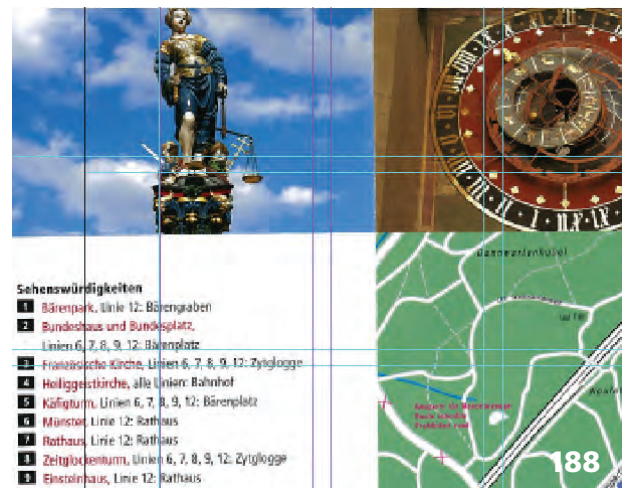 Sehenswürdigkeiten
1 Bärenpark, Linie 12: Bärengraben
2 Bundeshaus und Bundesplatz,
Linien 6, 7, 8, 9, 12: Bärenplatz
3 Französische Kirche, Linien 6, 7, 8, 9, 12: Zytglogge
4 Heiliggeistkirche, alle Linien: Bahnhof
5 Käfigturm, Linien 6, 7, 8, 9, 12: Bärenplatz
6 Münster, Linie 12: Rathaus
7 Rathaus, Linie 12: Rathaus
8 Zeitglockenturm, Linien 6, 7, 8, 9, 12: Zytglogge
9 Einsteinhaus, Linie 12: Rathaus
188